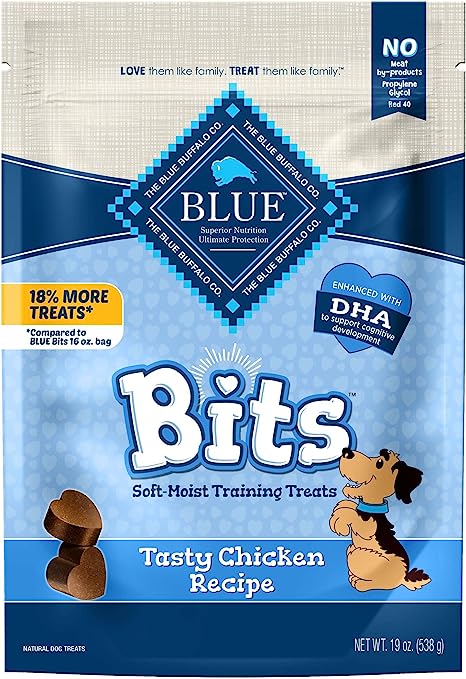 LOVE them like family. TREAT them like family.™
NO
Meat
by-products
Propylene
Glycol
Red 40
THE BLUE BUFFALO CO.
THE BLUE BUFFALO CO.
BLUE™
Superior Nutrition
Ultimate Protection
THE BLUE BUFFALO CO.
THE BLUE BUFFALO CO.
18% MORE
TREATS*
*Compared to
BLUE Bits 16 oz. bag
ENHANCED WITH
DHA
to support cognitive
development
Bits™
Soft-Moist Training Treats
Tasty Chicken
Recipe
NATURAL DOG TREATS
NET WT. 19 oz. (538 g)